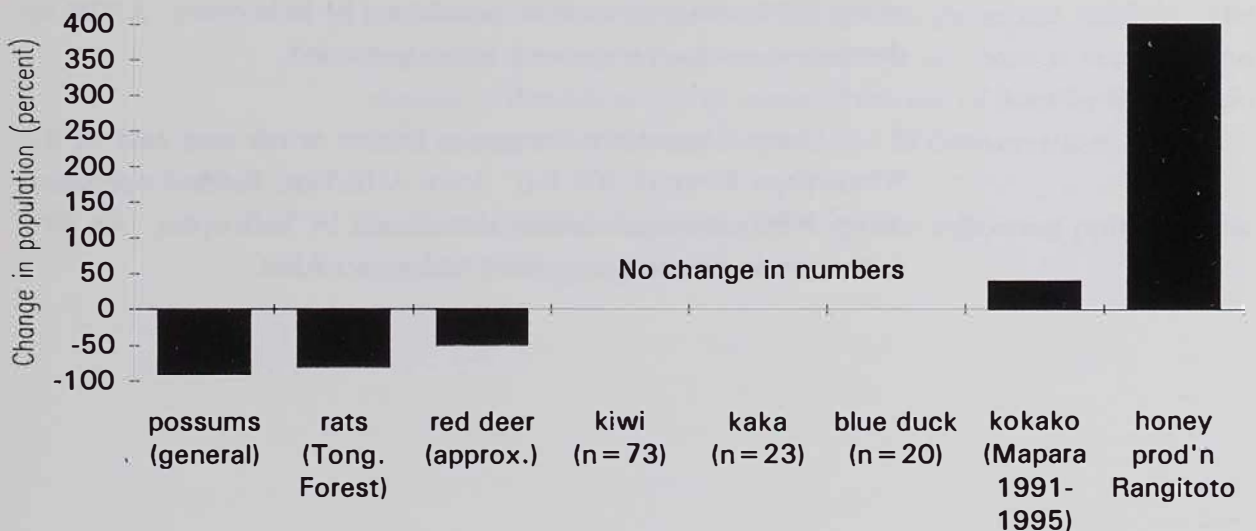 Change in population (percent)
400
350
300
250
200
150
100
50
0
-50
-100
No change in numbers
possums
(general)
rats
(Tong.
Forest)
red deer
(approx.)
kiwi
(n=73)
kaka
(n=23)
blue duck
(n=20)
kokako
(Mapara
1991-
1995)
honey
prod'n
Rangitoto